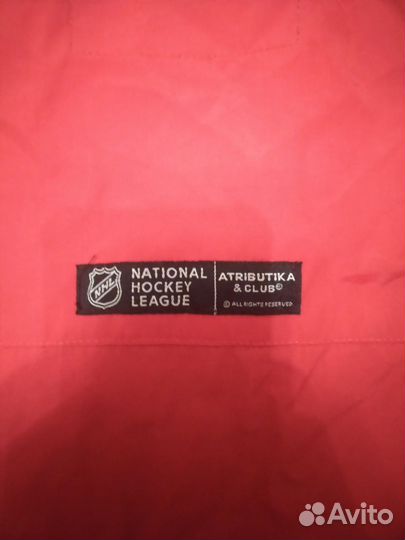 NHL
NATIONAL
HOCKEY
LEAGUE
ATRIBUTIKA
& CLUB©
© ALL RIGHTS RESERVED.
Avito